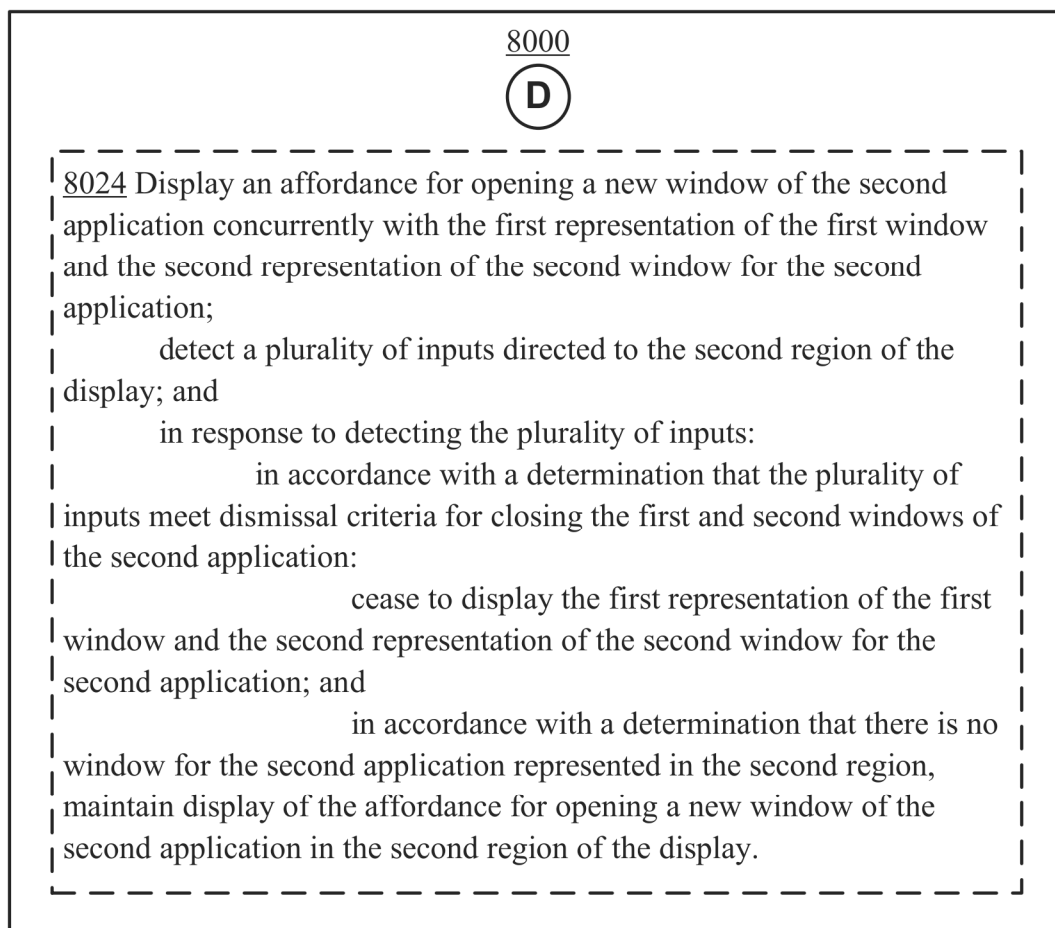 8000
D
8024 Display an affordance for opening a new window of the second
application concurrently with the first representation of the first window
and the second representation of the second window for the second
application;
detect a plurality of inputs directed to the second region of the
display; and
in response to detecting the plurality of inputs:
in accordance with a determination that the plurality of
inputs meet dismissal criteria for closing the first and second windows of
the second application:
cease to display the first representation of the first
window and the second representation of the second window for the
second application; and
in accordance with a determination that there is no
window for the second application represented in the second region,
maintain display of the affordance for opening a new window of the
second application in the second region of the display.